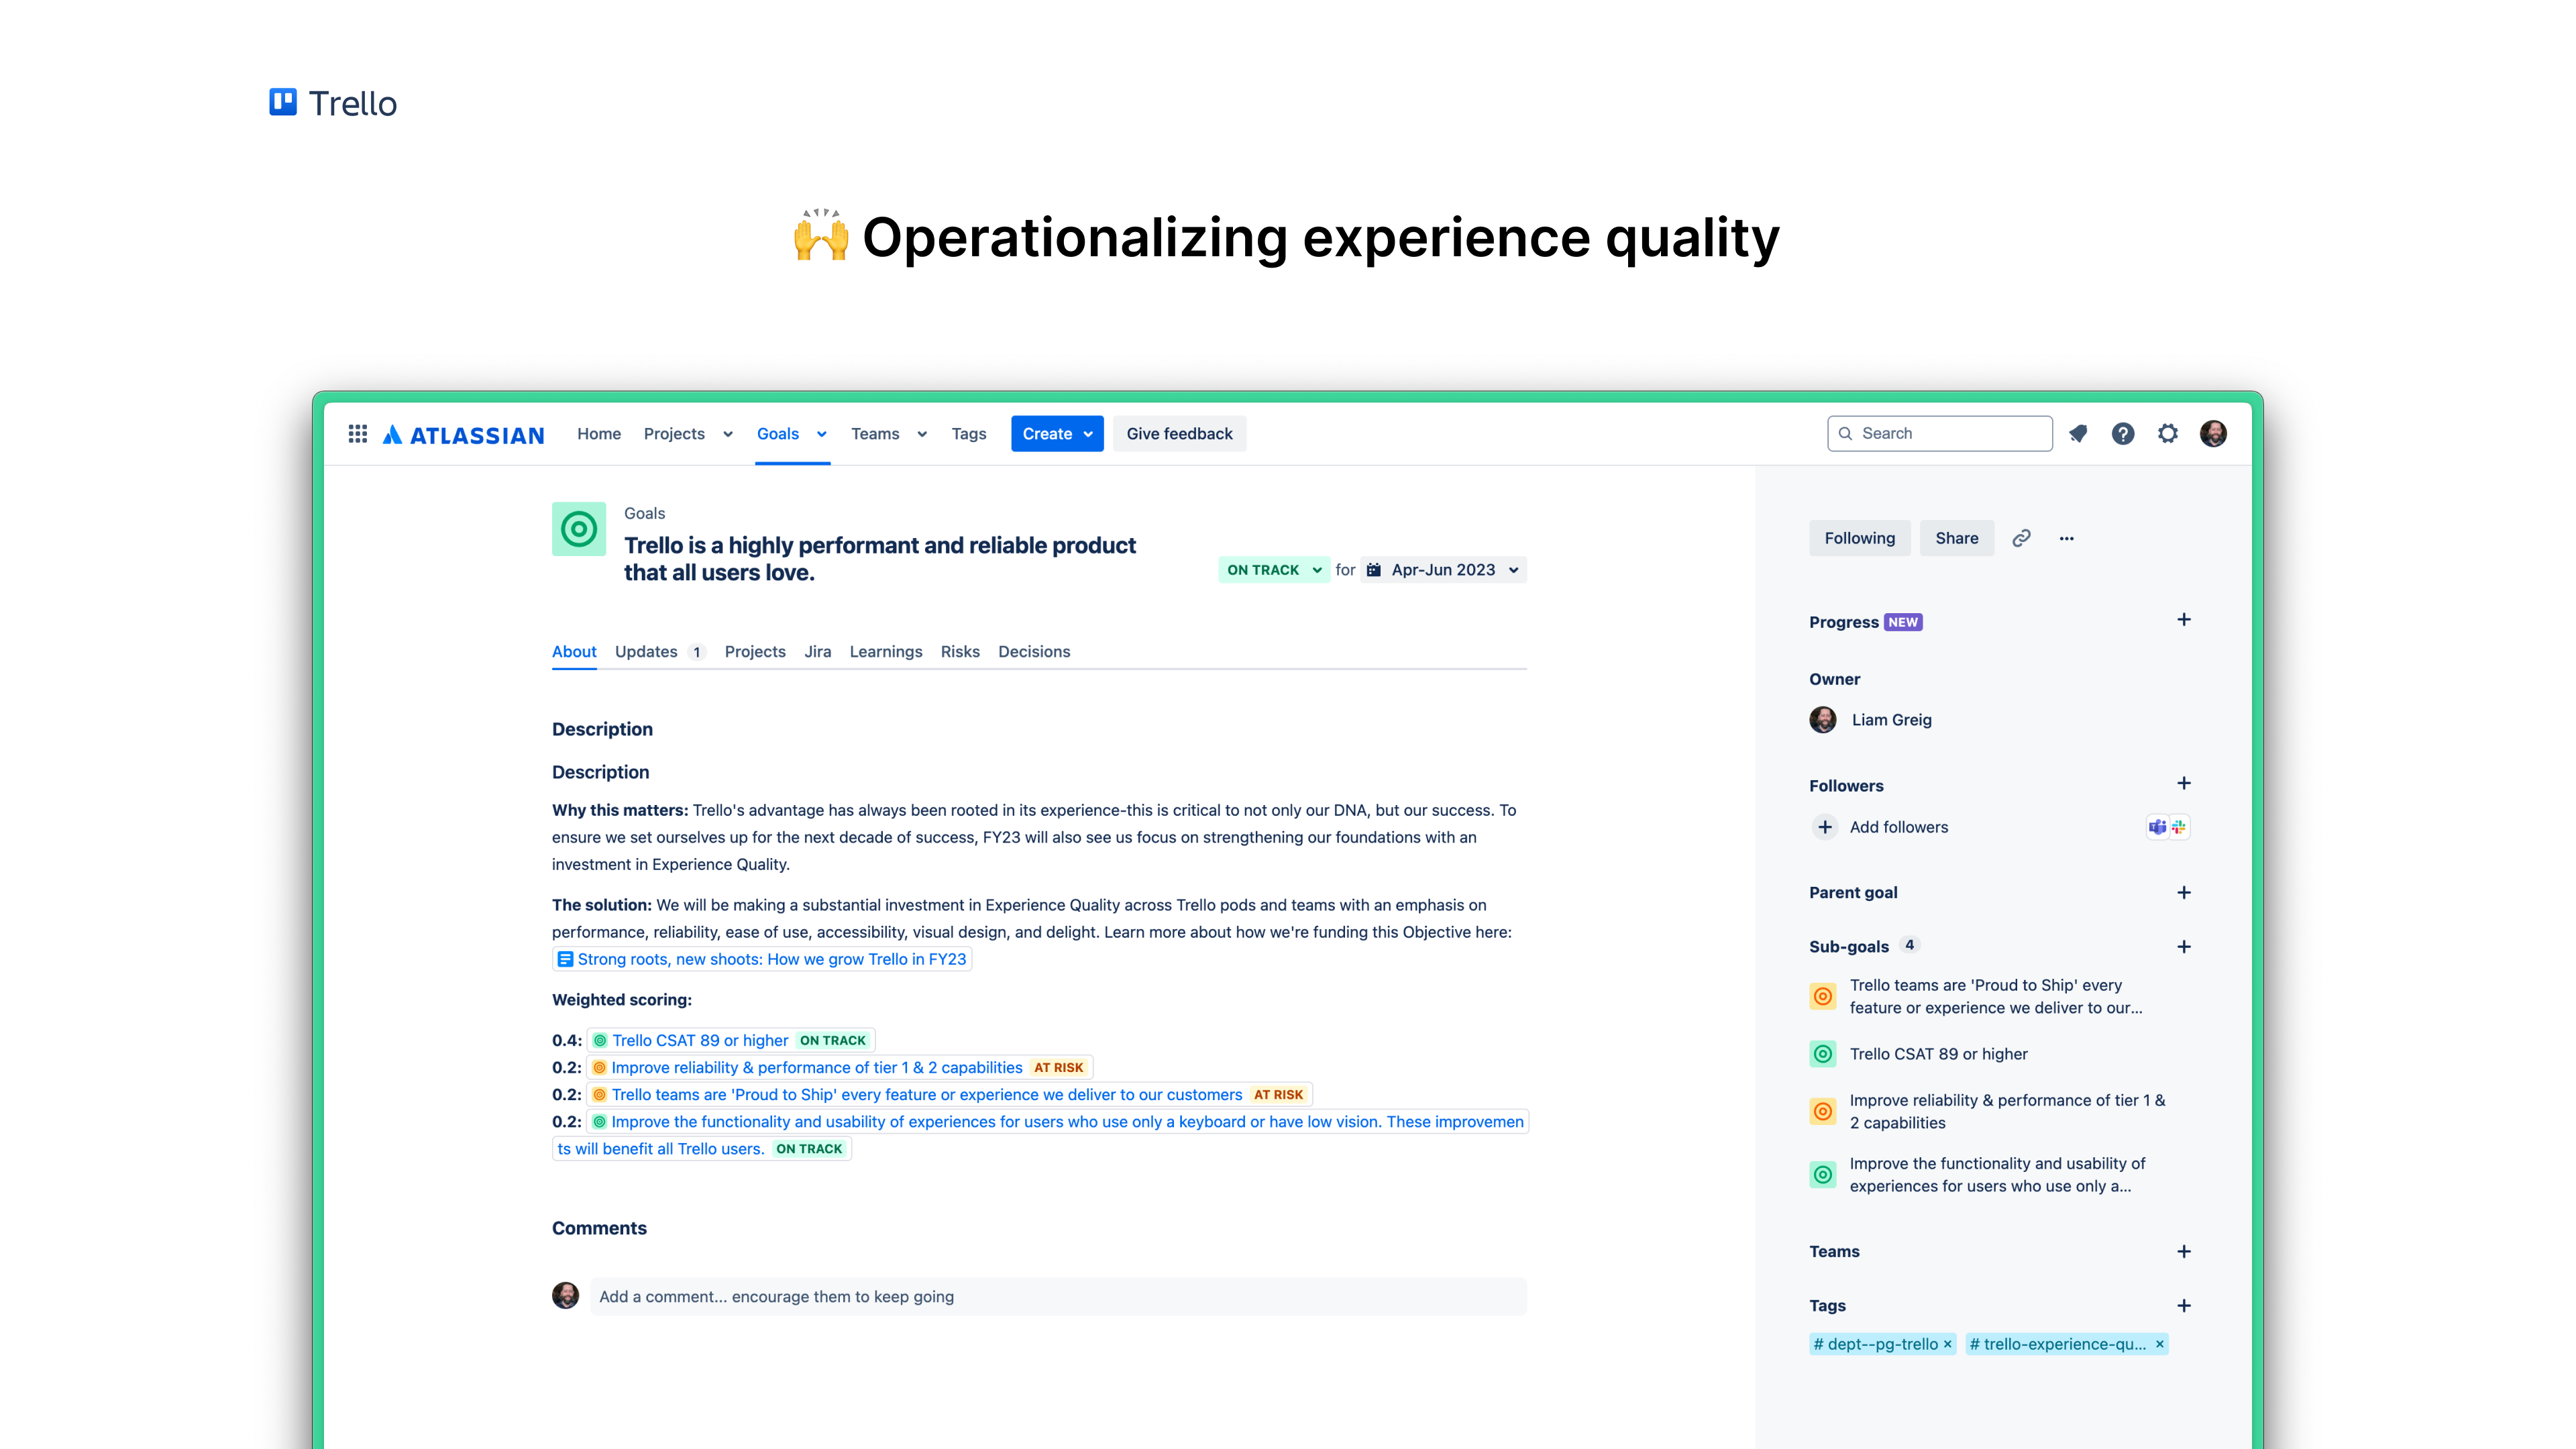 Trello
🙌 Operationalizing experience quality
ATLASSIAN Home Projects Goals Teams Tags Create Give feedback Search
Goals
Trello is a highly performant and reliable product
that all users love.
ON TRACK for Apr-Jun 2023
About Updates 1 Projects Jira Learnings Risks Decisions
Description
Description
Why this matters: Trello's advantage has always been rooted in its experience-this is critical to not only our DNA, but our success. To
ensure we set ourselves up for the next decade of success, FY23 will also see us focus on strengthening our foundations with an
investment in Experience Quality.
The solution: We will be making a substantial investment in Experience Quality across Trello pods and teams with an emphasis on
performance, reliability, ease of use, accessibility, visual design, and delight. Learn more about how we're funding this Objective here:
Strong roots, new shoots: How we grow Trello in FY23
Weighted scoring:
0.4: Trello CSAT 89 or higher ON TRACK
0.2: Improve reliability & performance of tier 1 & 2 capabilities AT RISK
0.2: Trello teams are 'Proud to Ship' every feature or experience we deliver to our customers AT RISK
0.2: Improve the functionality and usability of experiences for users who use only a keyboard or have low vision. These improvemen
ts will benefit all Trello users. ON TRACK
Comments
Add a comment... encourage them to keep going
Following Share
Progress NEW
Owner
Liam Greig
Followers
Add followers
Parent goal
Sub-goals 4
Trello teams are 'Proud to Ship' every
feature or experience we deliver to our...
Trello CSAT 89 or higher
Improve reliability & performance of tier 1 &
2 capabilities
Improve the functionality and usability of
experiences for users who use only a...
Teams
Tags
# dept--pg-trello × # trello-experience-qu... ×